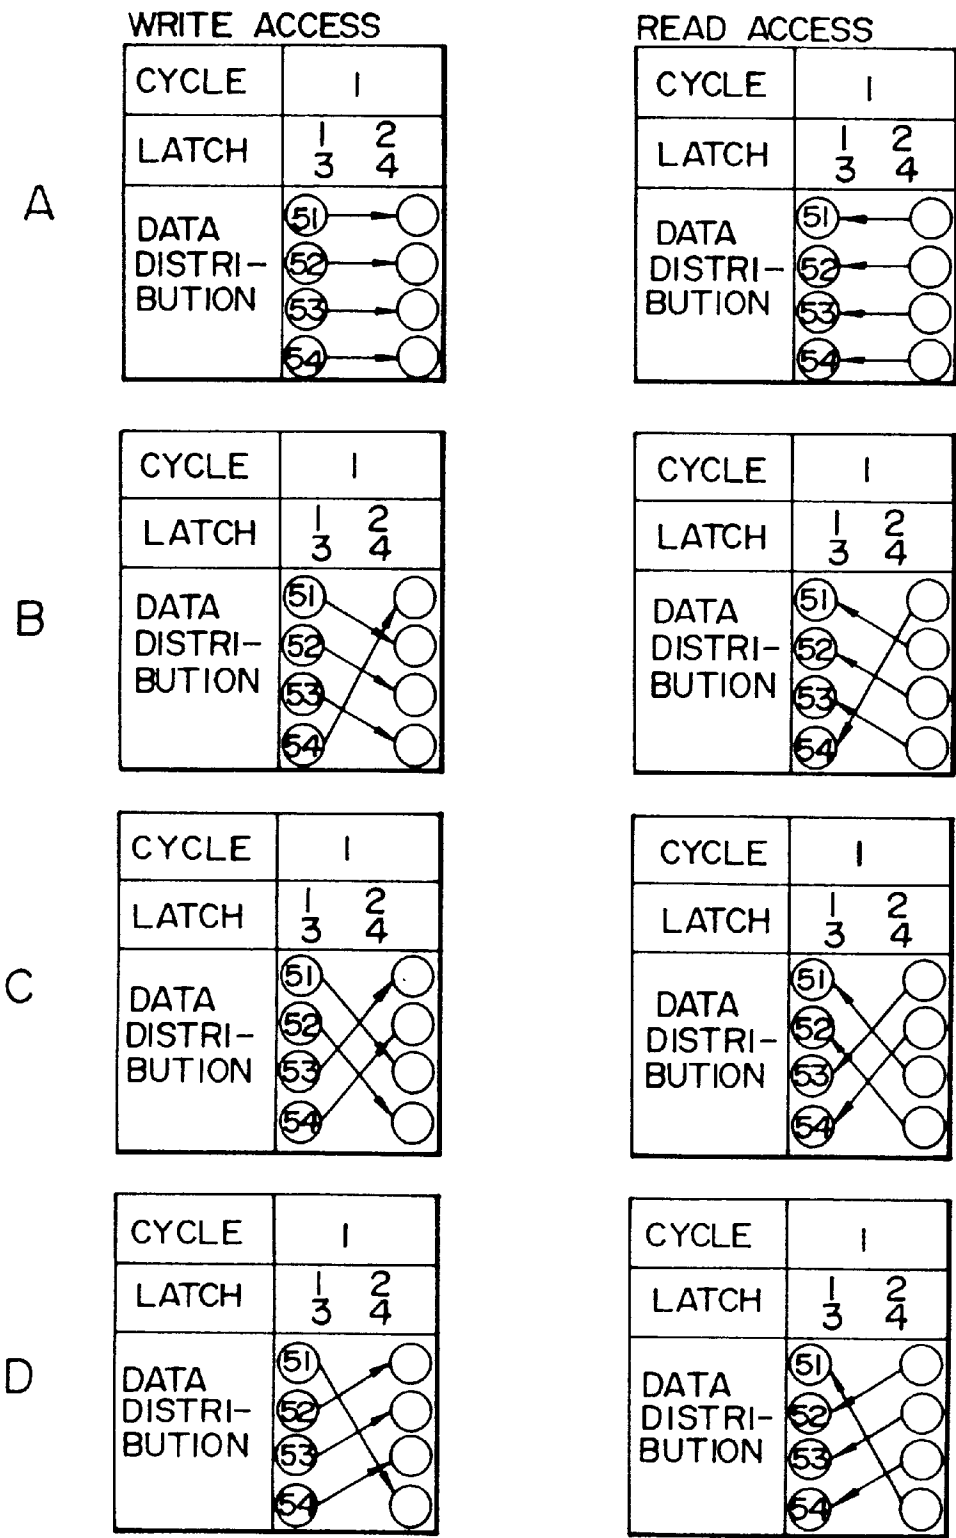 WRITE ACCESS
CYCLE 1
LATCH 1 2
3 4
A
DATA
DISTRI-
BUTION
51
52
53
54
READ ACCESS
CYCLE 1
LATCH 1 2
3 4
DATA
DISTRI-
BUTION
51
52
53
54
B
CYCLE 1
LATCH 1 2
3 4
DATA
DISTRI-
BUTION
51
52
53
54
CYCLE 1
LATCH 1 2
3 4
DATA
DISTRI-
BUTION
51
52
53
54
C
CYCLE 1
LATCH 1 2
3 4
DATA
DISTRI-
BUTION
51
52
53
54
CYCLE 1
LATCH 1 2
3 4
DATA
DISTRI-
BUTION
51
52
53
54
D
CYCLE 1
LATCH 1 2
3 4
DATA
DISTRI-
BUTION
51
52
53
54
CYCLE 1
LATCH 1 2
3 4
DATA
DISTRI-
BUTION
51
52
53
54